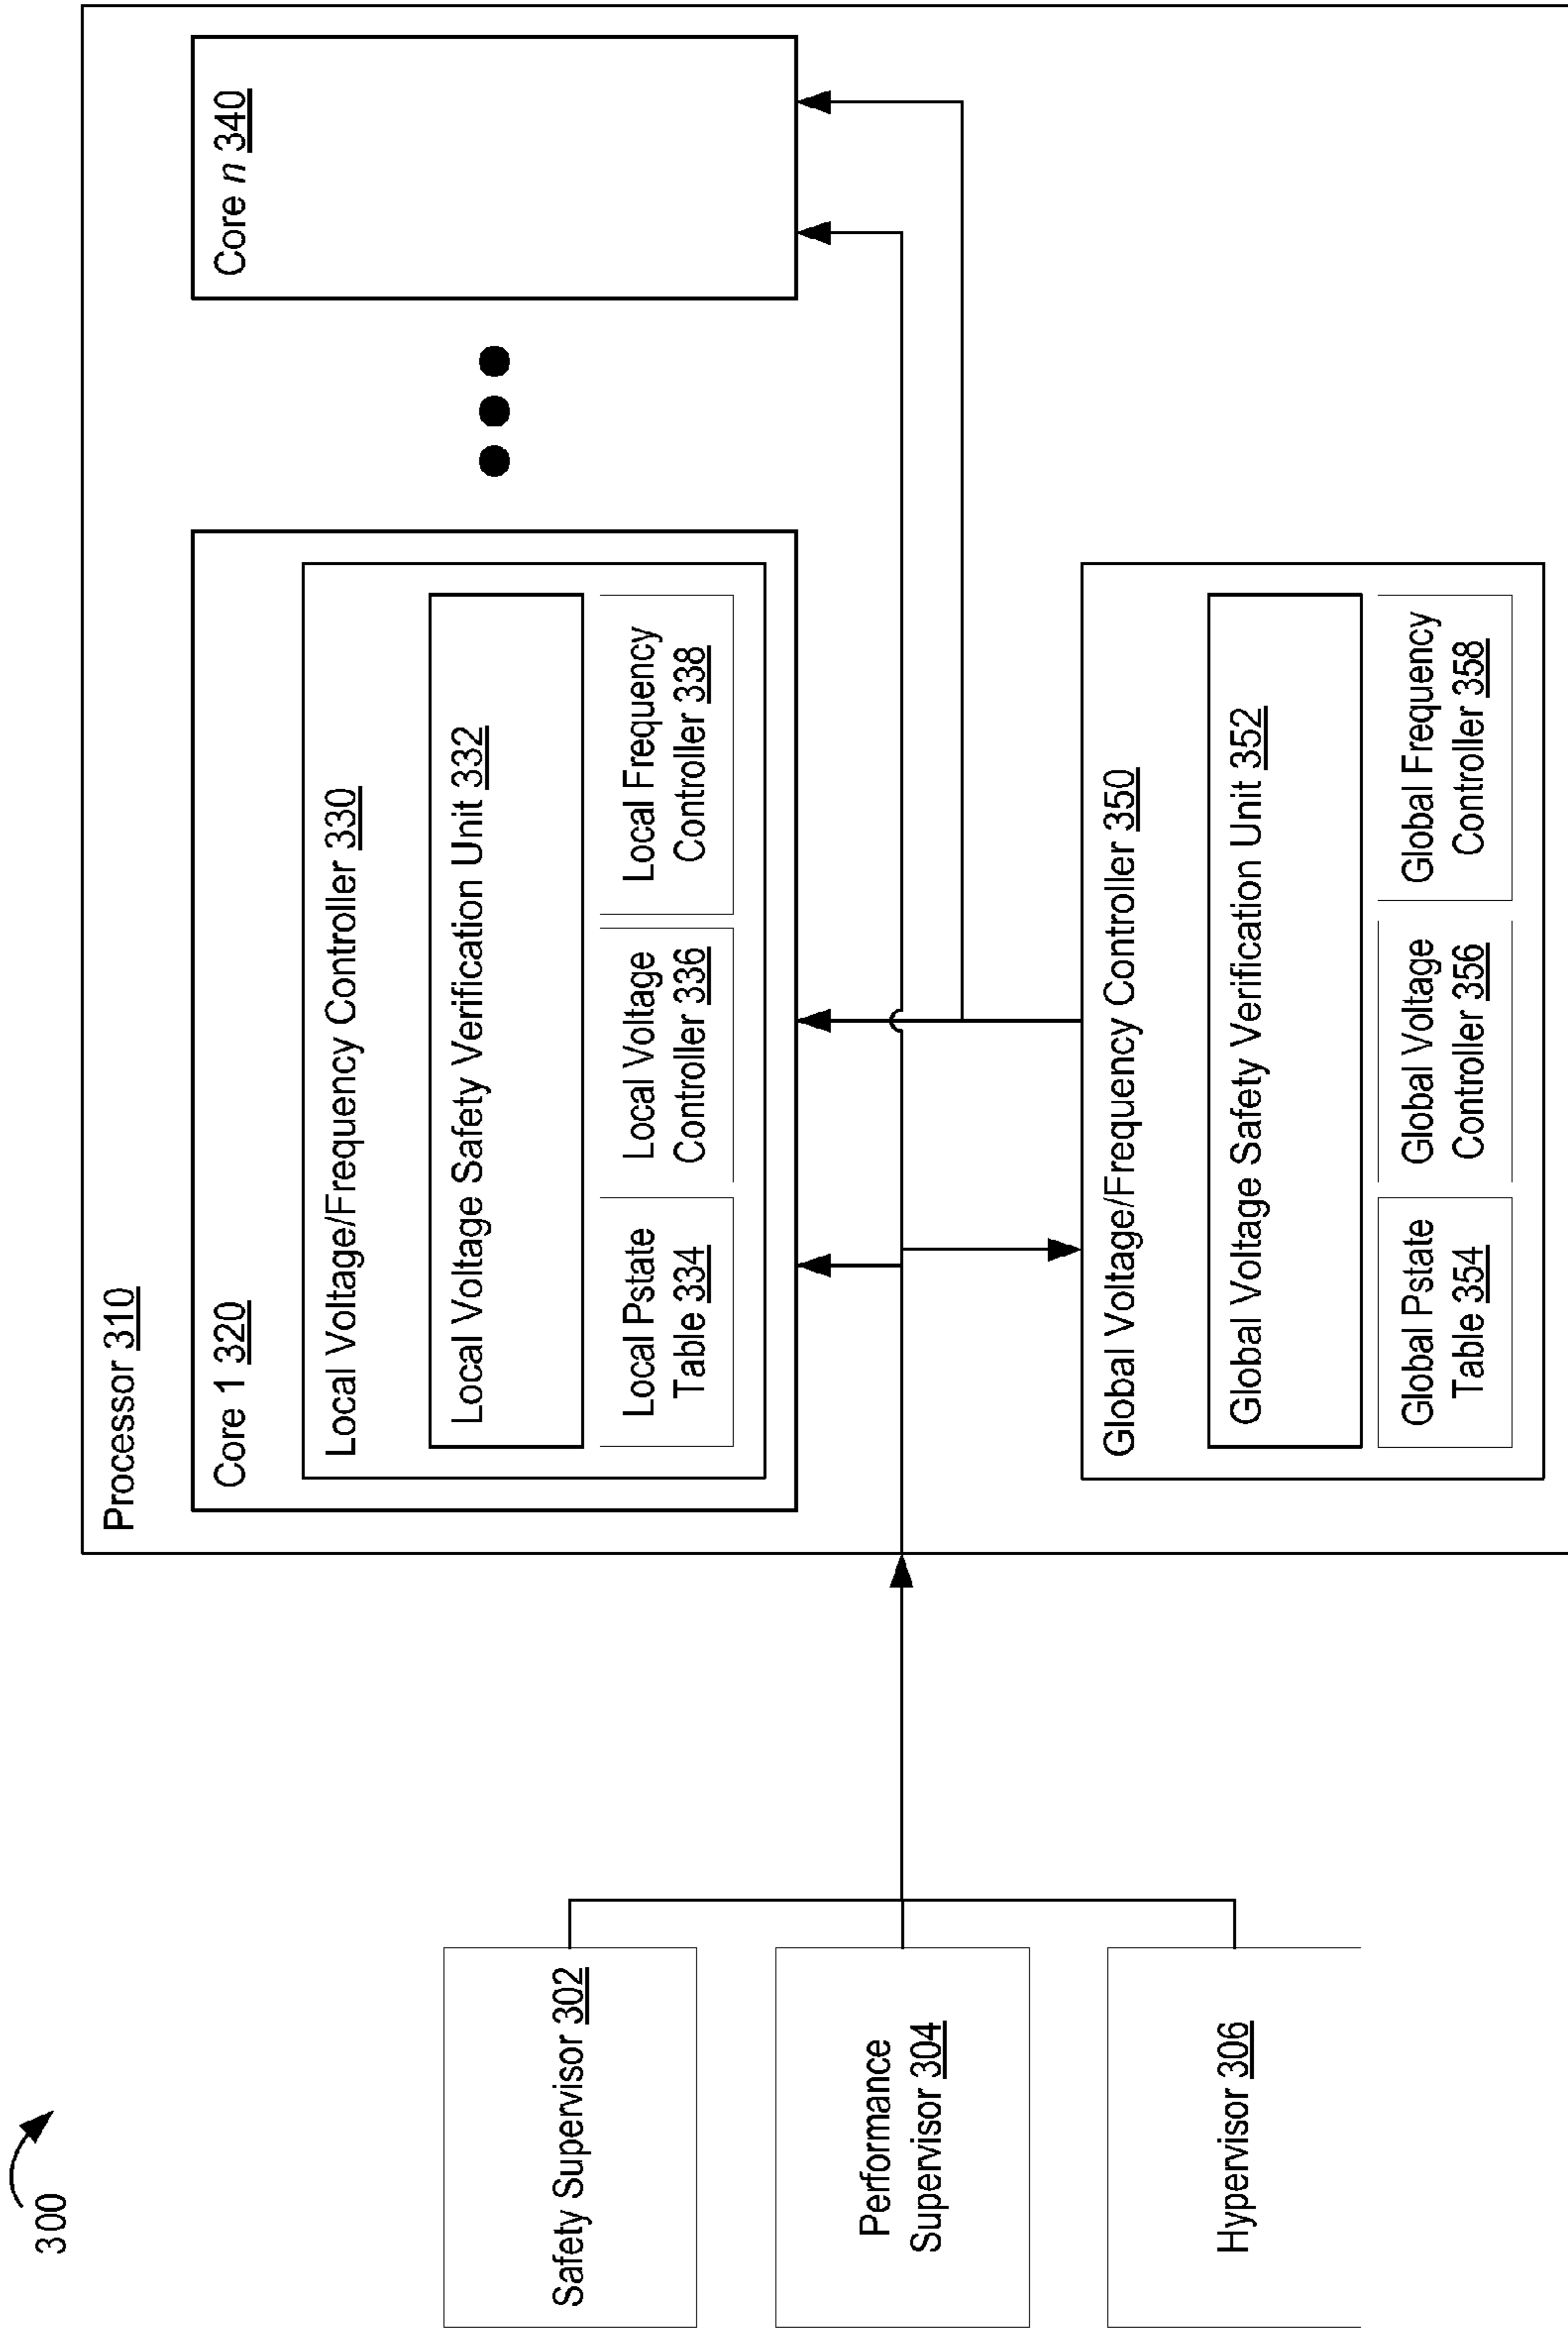 300
Safety Supervisor 302
Performance
Supervisor 304
Hypervisor 306
Processor 310
Core 1 320
Local Voltage/Frequency Controller 330
Local Voltage Safety Verification Unit 332
Local Pstate
Table 334
Local Voltage
Controller 336
Local Frequency
Controller 338
Core n 340
Global Voltage/Frequency Controller 350
Global Voltage Safety Verification Unit 352
Global Pstate
Table 354
Global Voltage
Controller 356
Global Frequency
Controller 358